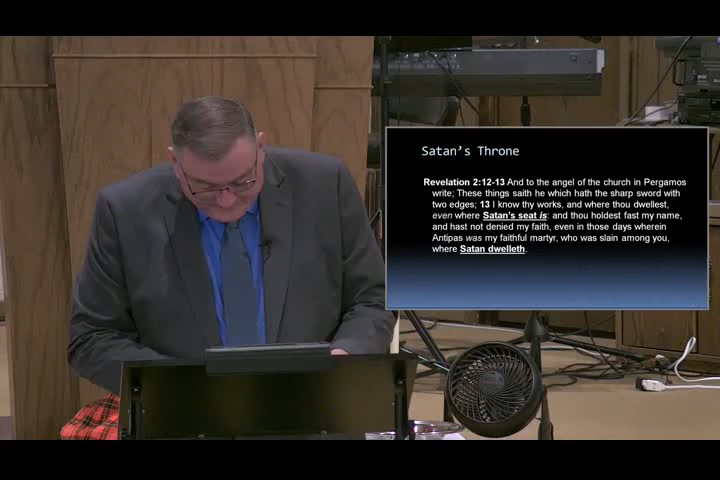 Satan's Throne
Revelation 2:12-13 And to the angel of the church in Pergamos
write; These things saith he which hath the sharp sword with
two edges; 13 I know thy works, and where thou dwellest,
even where Satan's seat is: and thou holdest fast my name,
and hast not denied my faith, even in those days wherein
Antipas was my faithful martyr, who was slain among you,
where Satan dwelleth.